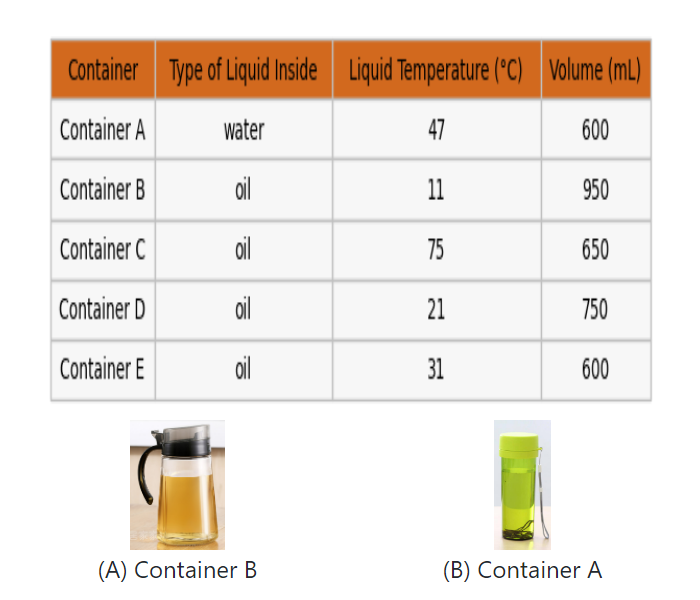 Container Type of Liquid Inside Liquid Temperature (°C) Volume (mL)
Container A water 47 600
Container B oil 11 950
Container C oil 75 650
Container D oil 21 750
Container E oil 31 600
(A) Container B (B) Container A